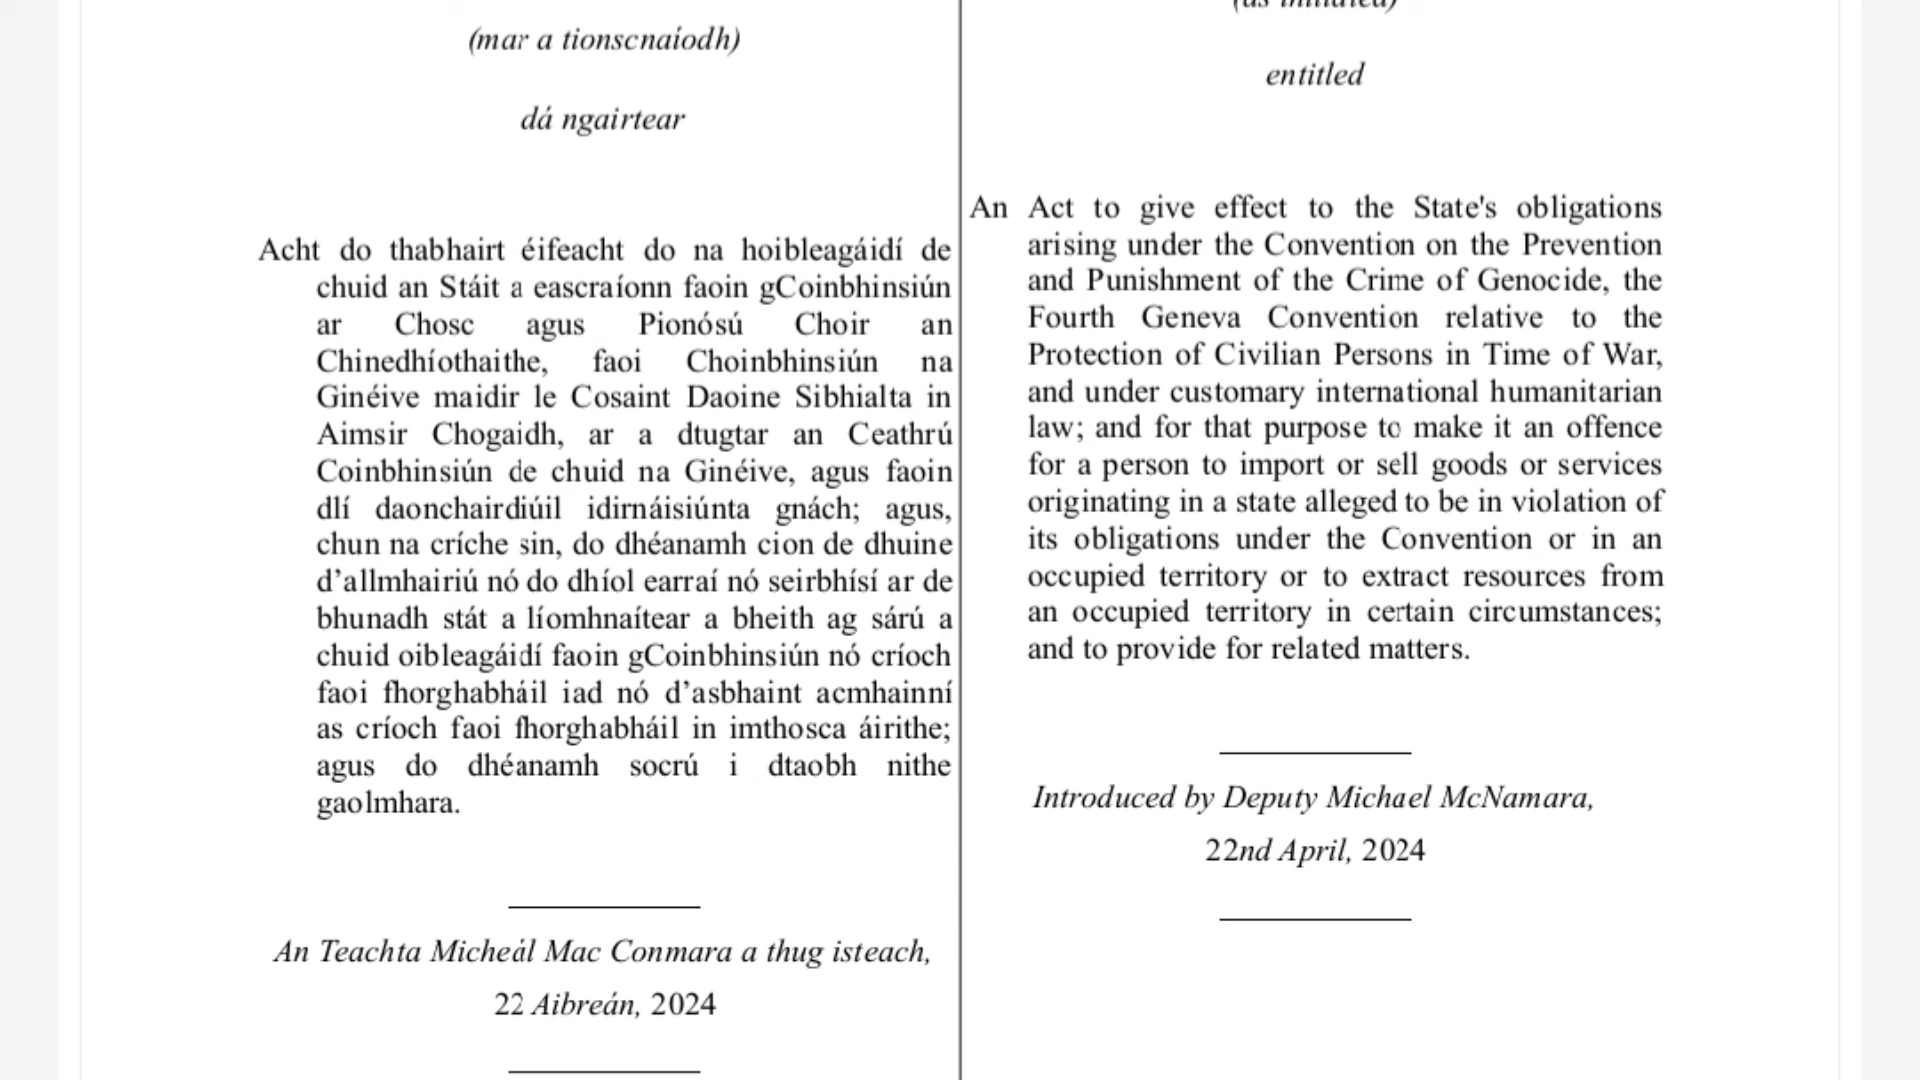 (mar a tionscnaíodh)
dá ngairtear
Acht do thabhairt éifeacht do na hoibleagáidí de
chuid an Stáit a eascraíonn faoin gCoinbhinsiún
ar Chosc agus Pionósú Choir an
Chinedhíothaithe, faoi Choinbhinsiún na
Ginéive maidir le Cosaint Daoine Sibhialta in
Aimsir Chogaidh, ar a dtugtar an Ceathrú
Coinbhinsiún de chuid na Ginéive, agus faoin
dlí daonchairdiúil idirnáisiúnta gnách; agus,
chun na críche sin, do dhéanamh cion de dhuine
d’allmhairiú nó do dhíol earraí nó seirbhísí ar de
bhunadh stát a líomhnaítear a bheith ag sárú a
chuid oibleagáidí faoin gCoinbhinsiún nó críoch
faoi fhorghabháil iad nó d’asbhaint acmhainní
as críoch faoi fhorghabháil in imthosca áirithe;
agus do dhéanamh socrú i dtaobh nithe
gaolmhara.
An Teachta Micheál Mac Conmara a thug isteach,
22 Aibreán, 2024
(as initiated)
entitled
An Act to give effect to the State's obligations
arising under the Convention on the Prevention
and Punishment of the Crime of Genocide, the
Fourth Geneva Convention relative to the
Protection of Civilian Persons in Time of War,
and under customary international humanitarian
law; and for that purpose to make it an offence
for a person to import or sell goods or services
originating in a state alleged to be in violation of
its obligations under the Convention or in an
occupied territory or to extract resources from
an occupied territory in certain circumstances;
and to provide for related matters.
Introduced by Deputy Michael McNamara,
22nd April, 2024